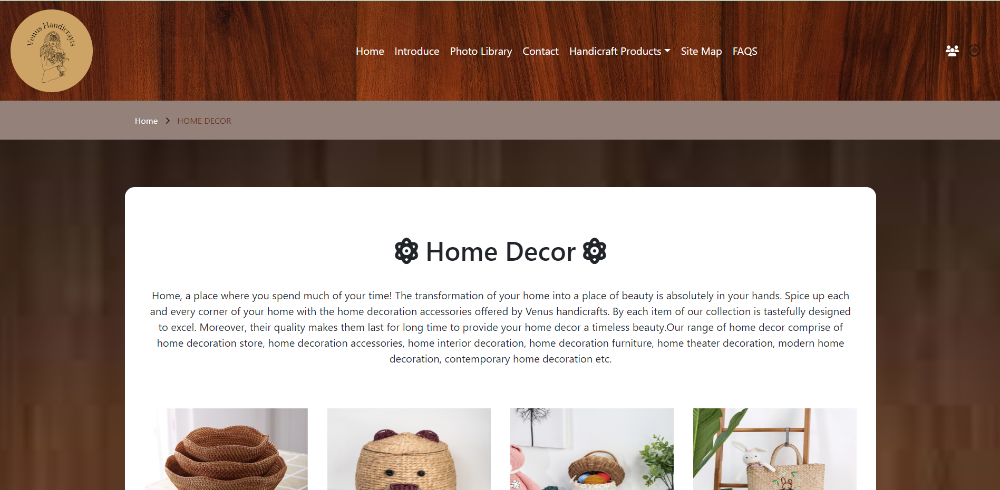 Venus Handicrayts
Home Introduce Photo Library Contact Handicraft Products Site Map FAQS
Home HOME DECOR
Home Decor
Home, a place where you spend much of your time! The transformation of your home into a place of beauty is absolutely in your hands. Spice up each
and every corner of your home with the home decoration accessories offered by Venus handicrafts. By each item of our collection is tastefully designed
to excel. Moreover, their quality makes them last for long time to provide your home decor a timeless beauty.Our range of home decor comprise of
home decoration store, home decoration accessories, home interior decoration, home decoration furniture, home theater decoration, modern home
decoration, contemporary home decoration etc.